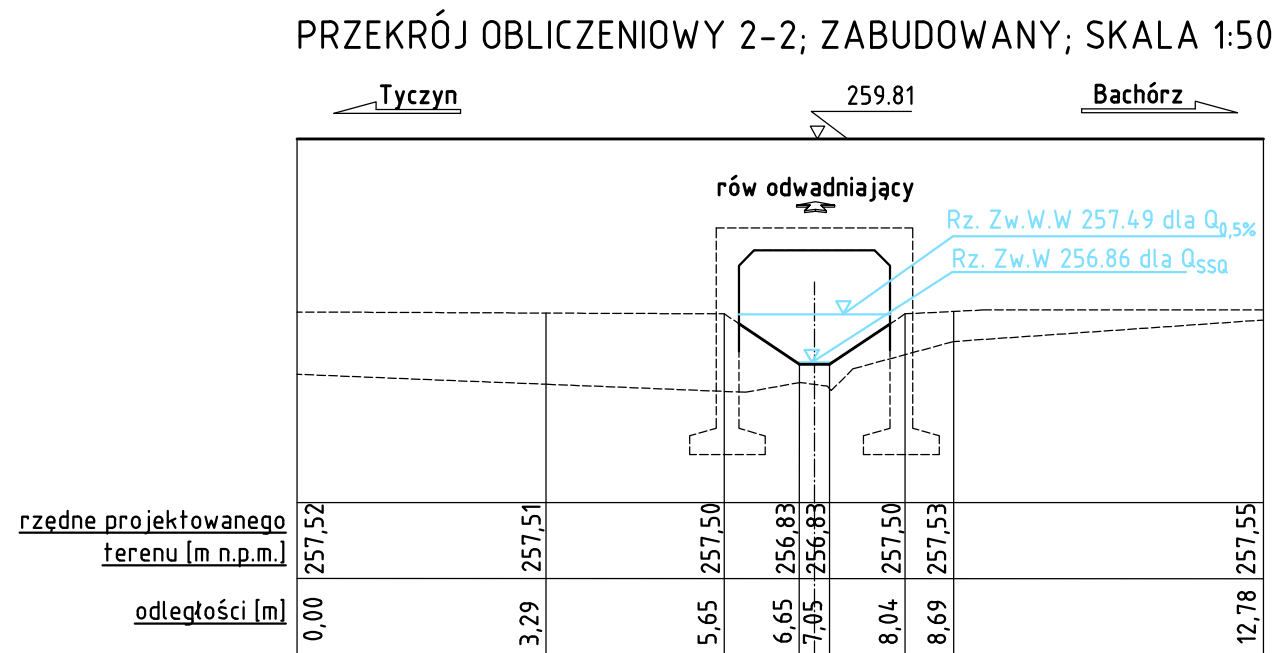 PRZEKRÓJ OBLICZENIOWY 2-2; ZABUDOWANY; SKALA 1:50
Tyczyn
259.81
Bachórz
rów odwadniający
Rz. Zw.W.W 257.49 dla Q0,5%
Rz. Zw.W 256.86 dla QSSQ
rzędne projektowanego
terenu [m n.p.m.]
257,52
257,51
257,50
256,83
256,83
257,50
257,53
257,55
odległości [m]
0,00
3,29
5,65
6,65
7,05
8,04
8,69
12,78